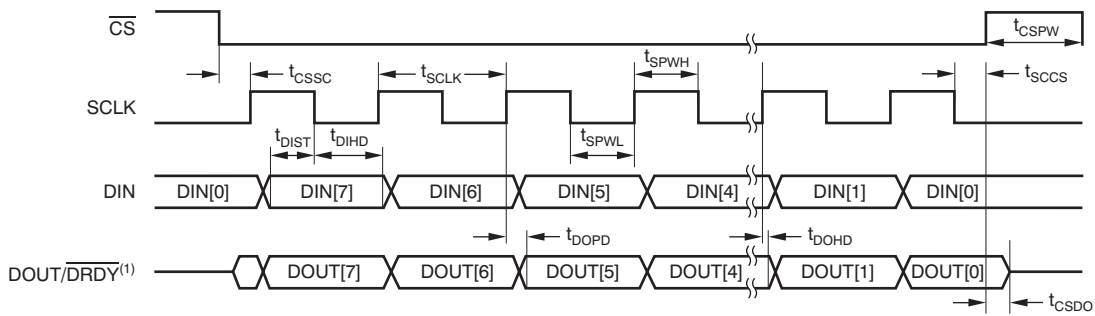 CS
tCSPW
tCSSC
tSCLK
tSPWH
tSCCS
SCLK
tDIST
tDIHD
tSPWL
DIN
DIN[0]
DIN[7]
DIN[6]
DIN[5]
DIN[4]
DIN[1]
DIN[0]
tDOPD
tDOHD
DOUT/DRDY(1)
DOUT[7]
DOUT[6]
DOUT[5]
DOUT[4]
DOUT[1]
DOUT[0]
tCSDO